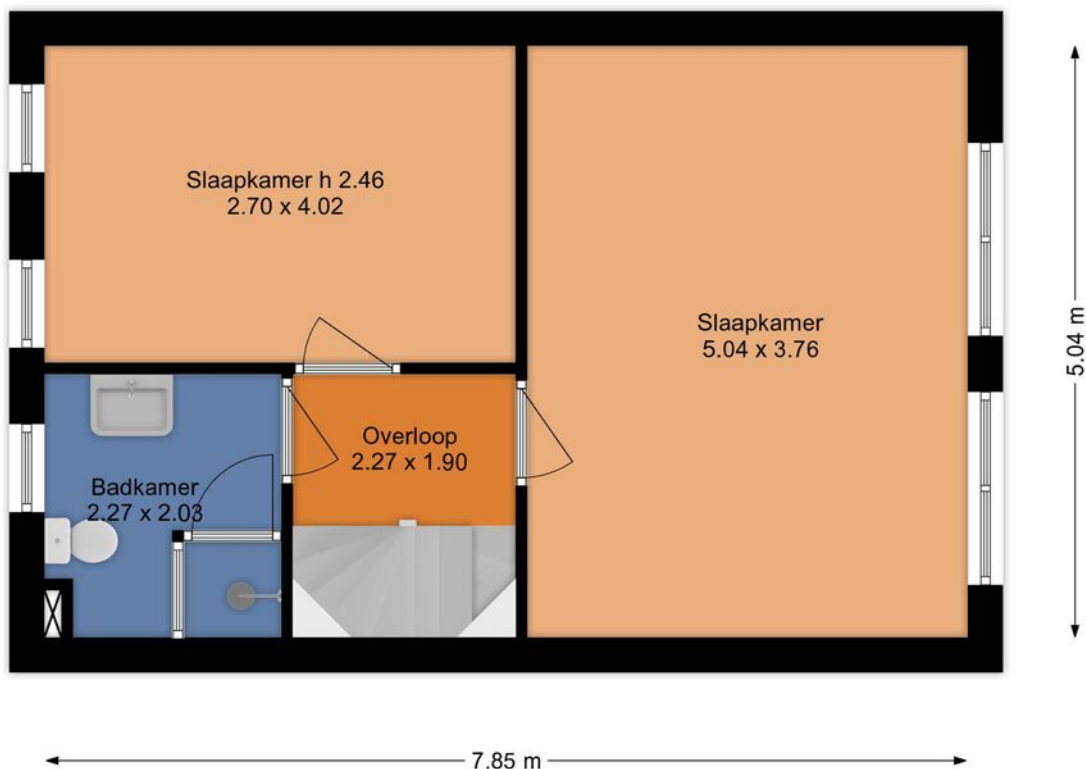 Slaapkamer h 2.46
2.70 x 4.02
Slaapkamer
5.04 x 3.76
5.04 m
Overloop
2.27 x 1.90
Badkamer
2.27 x 2.03
7.85 m